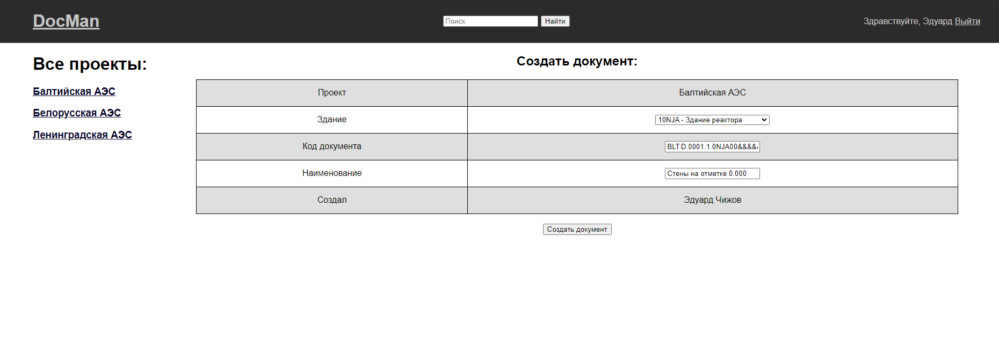 DocMan
Поиск Найти
Здравствуйте, Эдуард Выйти
Все проекты:
Балтийская АЭС
Белорусская АЭС
Ленинградская АЭС
Создать документ:
Проект Балтийская АЭС
Здание 10NJA - Здание реактора
Код документа BLT.D.0001.1.0NJA00&&&&
Наименование Стены на отметке 0.000
Создал Эдуард Чижов
Создать документ